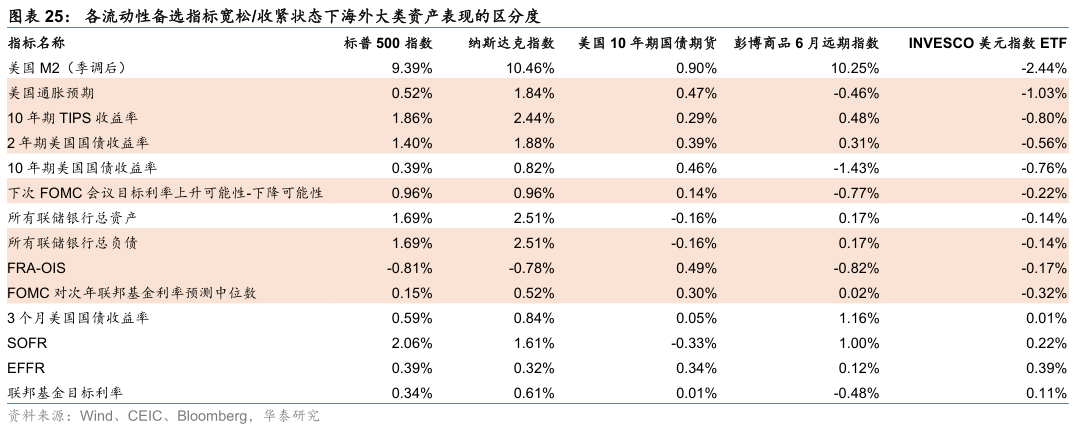 图表 25： 各流动性备选指标宽松/收紧状态下海外大类资产表现的区分度
指标名称 标普 500 指数 纳斯达克指数 美国 10 年期国债期货 彭博商品 6 月远期指数 INVESCO 美元指数 ETF
美国 M2（季调后） 9.39% 10.46% 0.90% 10.25% -2.44%
美国通胀预期 0.52% 1.84% 0.47% -0.46% -1.03%
10 年期 TIPS 收益率 1.86% 2.44% 0.29% 0.48% -0.80%
2 年期美国国债收益率 1.40% 1.88% 0.39% 0.31% -0.56%
10 年期美国国债收益率 0.39% 0.82% 0.46% -1.43% -0.76%
下次 FOMC 会议目标利率上升可能性-下降可能性 0.96% 0.96% 0.14% -0.77% -0.22%
所有联储银行总资产 1.69% 2.51% -0.16% 0.17% -0.14%
所有联储银行总负债 1.69% 2.51% -0.16% 0.17% -0.14%
FRA-OIS -0.81% -0.78% 0.49% -0.82% -0.17%
FOMC 对次年联邦基金利率预测中位数 0.15% 0.52% 0.30% 0.02% -0.32%
3 个月美国国债收益率 0.59% 0.84% 0.05% 1.16% 0.01%
SOFR 2.06% 1.61% -0.33% 1.00% 0.22%
EFFR 0.39% 0.32% 0.34% 0.12% 0.39%
联邦基金目标利率 0.34% 0.61% 0.01% -0.48% 0.11%
资料来源：Wind、CEIC、Bloomberg，华泰研究